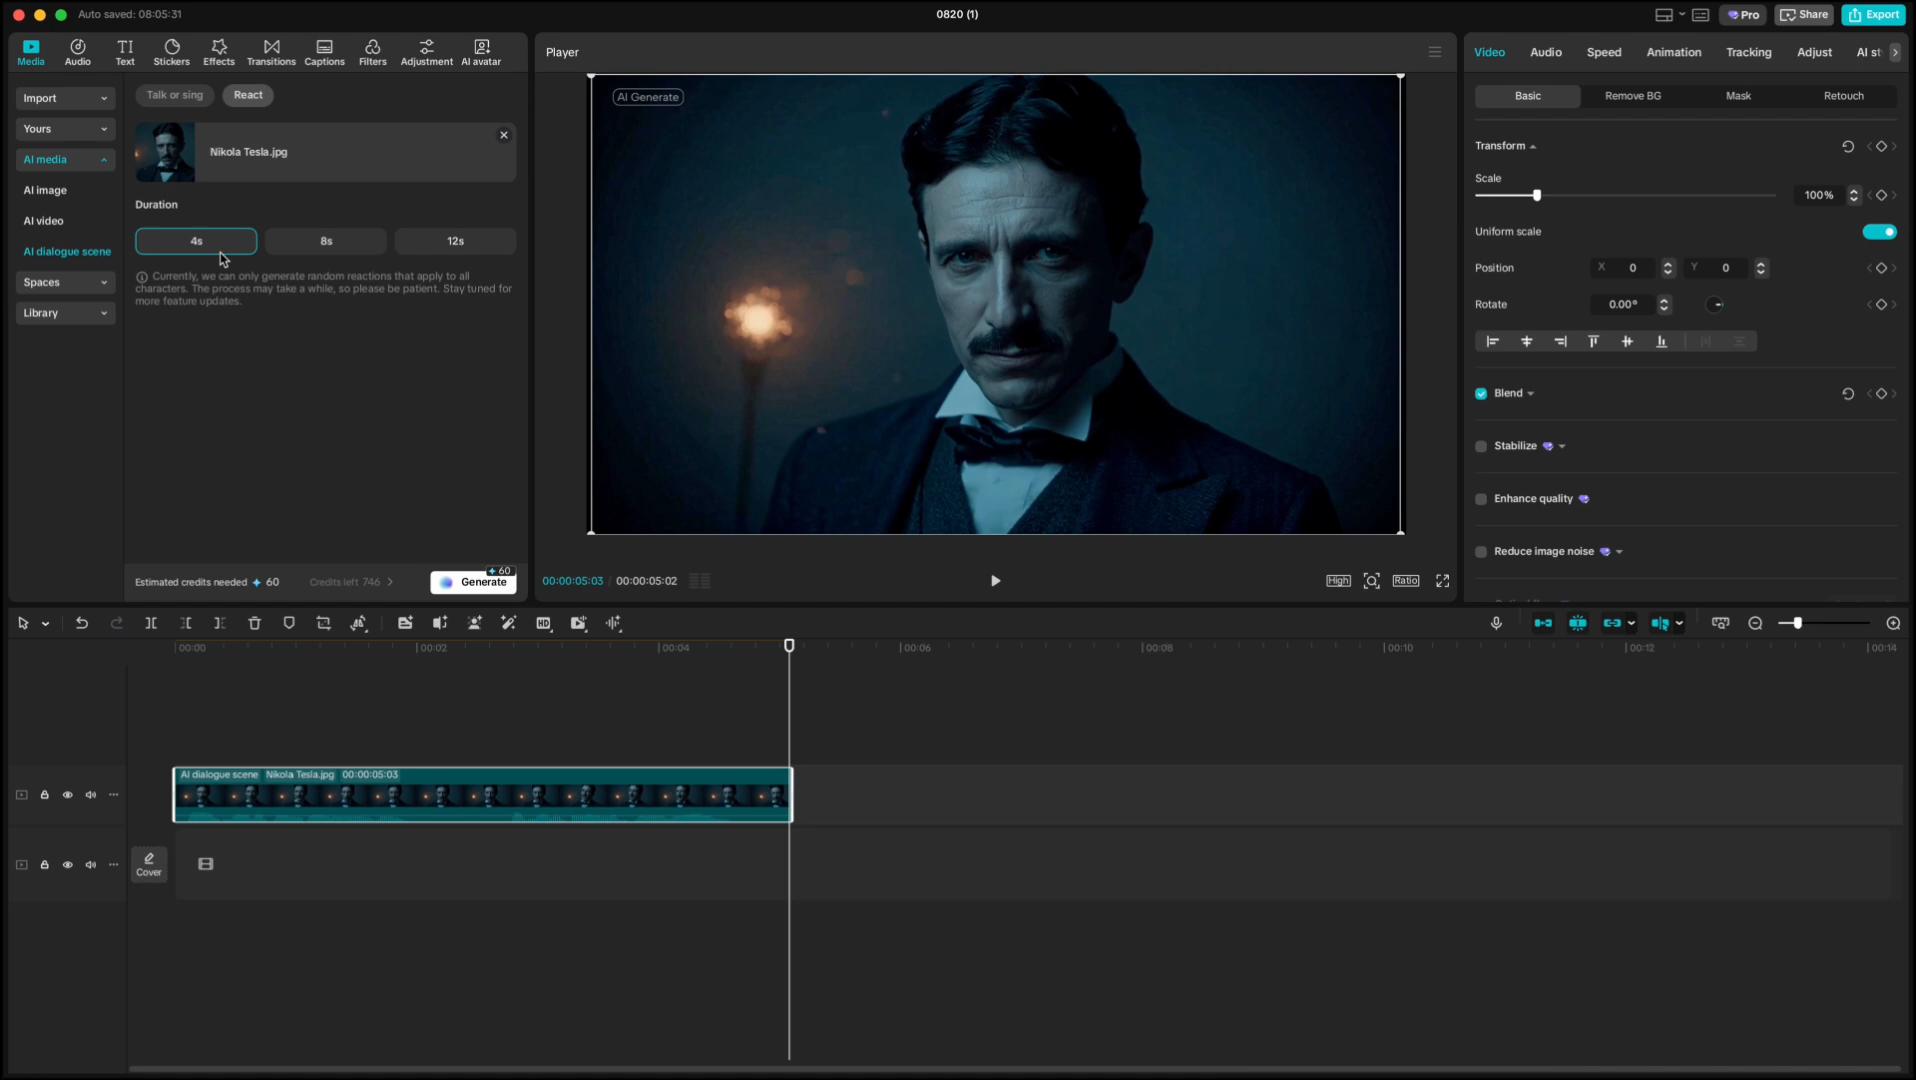 Auto saved: 08:05:31
0820 (1)
Pro
Share
Export
Media
Audio
Text
Stickers
Effects
Transitions
Captions
Filters
Adjustment
AI avatar
Import
Yours
AI media
AI image
AI video
AI dialogue scene
Spaces
Library
Talk or sing
React
Nikola Tesla.jpg
Duration
4s
8s
12s
Currently, we can only generate random reactions that apply to all
characters. The process may take a while, so please be patient. Stay tuned for
more feature updates.
Estimated credits needed 60
Credits left 746
60
Generate
Player
AI Generate
00:00:05:03 / 00:00:05:02
High
Ratio
Video
Audio
Speed
Animation
Tracking
Adjust
AI st
Basic
Remove BG
Mask
Retouch
Transform
Scale
100%
Uniform scale
Position
X 0
Y 0
Rotate
0.00°
Blend
Stabilize
Enhance quality
Reduce image noise
HD
00:00
00:02
00:04
00:06
00:08
00:10
00:12
00:14
AI dialogue scene Nikola Tesla.jpg 00:00:05:03
Cover